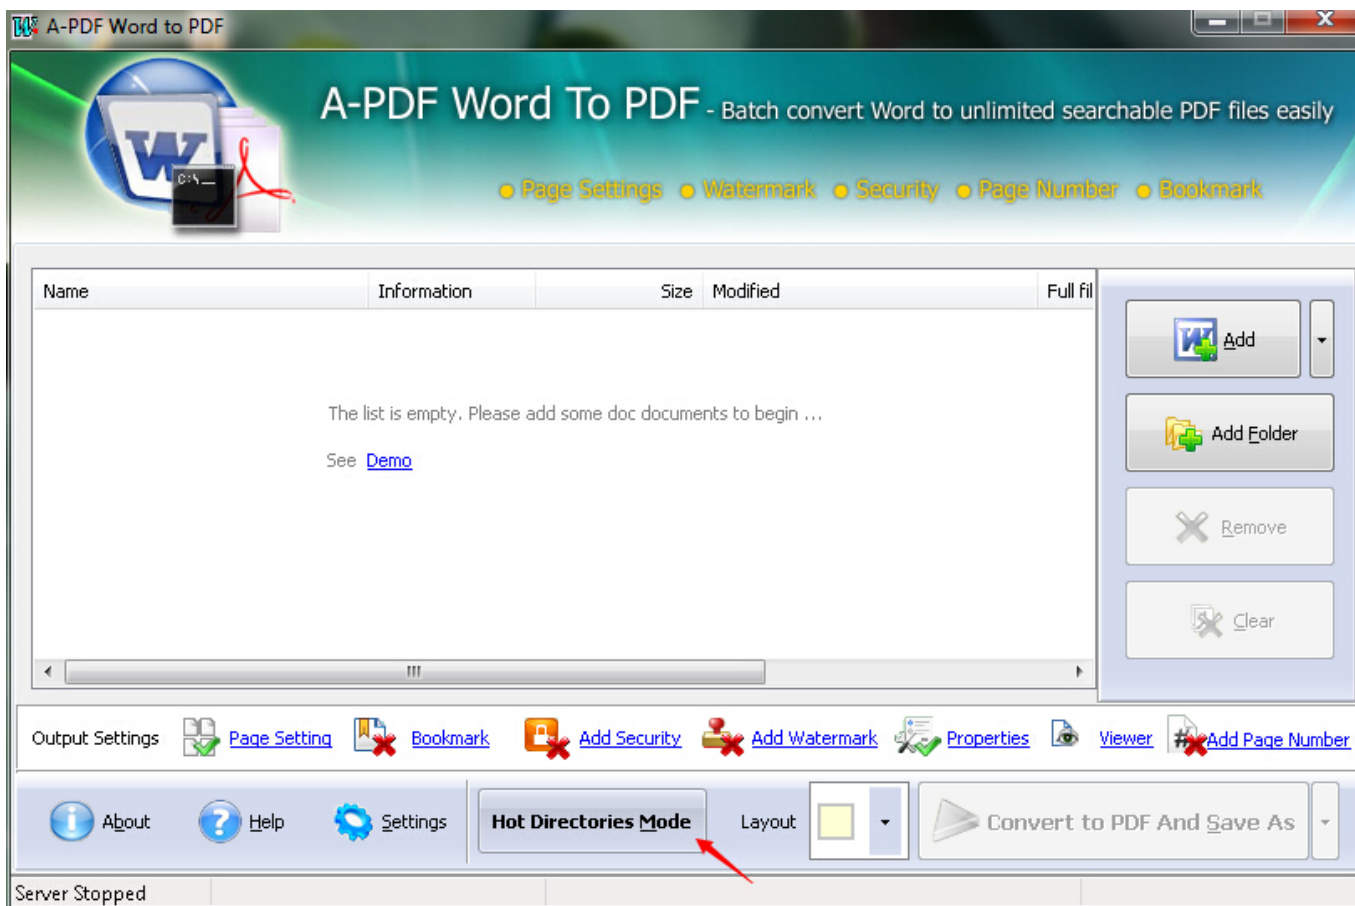 A-PDF Word to PDF
A-PDF Word To PDF - Batch convert Word to unlimited searchable PDF files easily
Page Settings Watermark Security Page Number Bookmark
W
C:\_
Name Information Size Modified Full fil
The list is empty. Please add some doc documents to begin ...
See Demo
Add
Add Folder
Remove
Clear
Output Settings Page Setting Bookmark Add Security Add Watermark Properties Viewer Add Page Number
About Help Settings Hot Directories Mode Layout Convert to PDF And Save As
Server Stopped